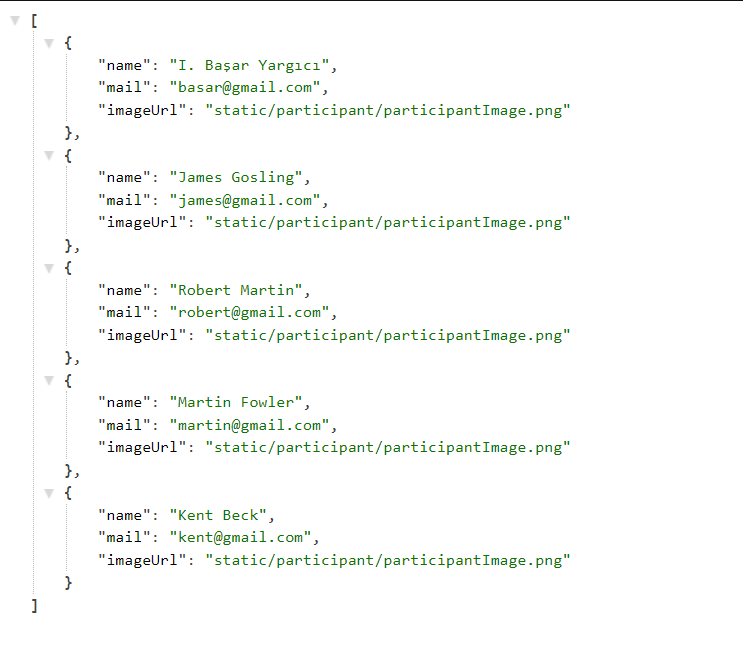 [
{
"name": "I. Başar Yargıcı",
"mail": "basar@gmail.com",
"imageUrl": "static/participant/participantImage.png"
},
{
"name": "James Gosling",
"mail": "james@gmail.com",
"imageUrl": "static/participant/participantImage.png"
},
{
"name": "Robert Martin",
"mail": "robert@gmail.com",
"imageUrl": "static/participant/participantImage.png"
},
{
"name": "Martin Fowler",
"mail": "martin@gmail.com",
"imageUrl": "static/participant/participantImage.png"
},
{
"name": "Kent Beck",
"mail": "kent@gmail.com",
"imageUrl": "static/participant/participantImage.png"
}
]